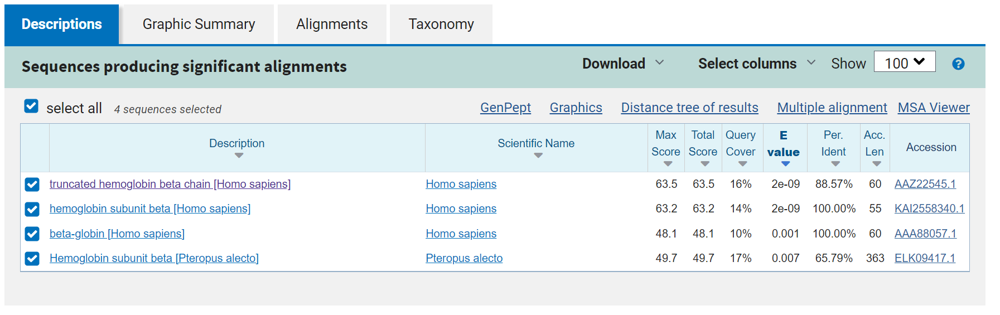 Descriptions Graphic Summary Alignments Taxonomy
Sequences producing significant alignments Download Select columns Show 100 ?
select all 4 sequences selected GenPept Graphics Distance tree of results Multiple alignment MSA Viewer
Description Scientific Name Max Score Total Score Query Cover E value Per. Ident Acc. Len Accession
truncated hemoglobin beta chain [Homo sapiens] Homo sapiens 63.5 63.5 16% 2e-09 88.57% 60 AAZ22545.1
hemoglobin subunit beta [Homo sapiens] Homo sapiens 63.2 63.2 14% 2e-09 100.00% 55 KAI2558340.1
beta-globin [Homo sapiens] Homo sapiens 48.1 48.1 10% 0.001 100.00% 60 AAA88057.1
Hemoglobin subunit beta [Pteropus alecto] Pteropus alecto 49.7 49.7 17% 0.007 65.79% 363 ELK09417.1